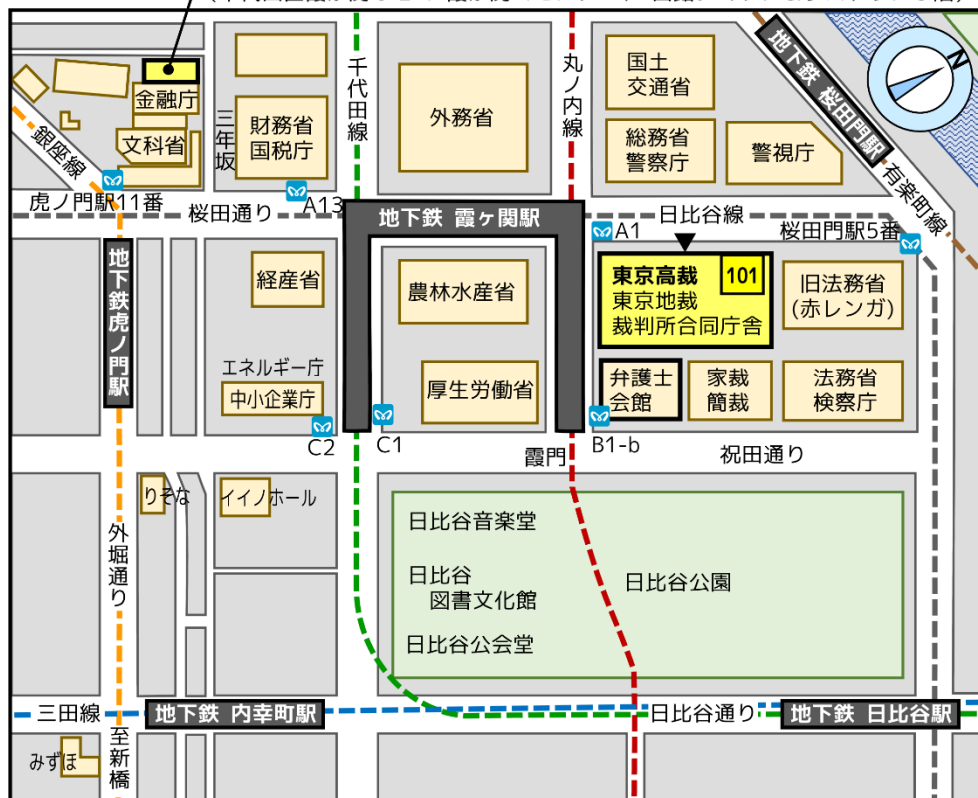 千代田線
丸ノ内線
地下鉄 桜田門駅
N
国土
交通省
金融庁
文科省
三年坂
財務省
国税庁
外務省
総務省
警察庁
警視庁
銀座線
有楽町線
虎ノ門駅11番
A13
桜田通り
地下鉄 霞ヶ関駅
日比谷線
A1
桜田門駅5番
地下鉄虎ノ門駅
経産省
農林水産省
東京高裁
101
東京地裁
裁判所合同庁舎
旧法務省
(赤レンガ)
エネルギー庁
中小企業庁
厚生労働省
弁護士
会館
家裁
簡裁
法務省
検察庁
C2
C1
霞門
B1-b
祝田通り
りそな
イイノホール
外堀通り
日比谷音楽堂
日比谷
図書文化館
日比谷公園
日比谷公会堂
三田線
地下鉄 内幸町駅
日比谷通り
地下鉄 日比谷駅
みずほ
至新橋